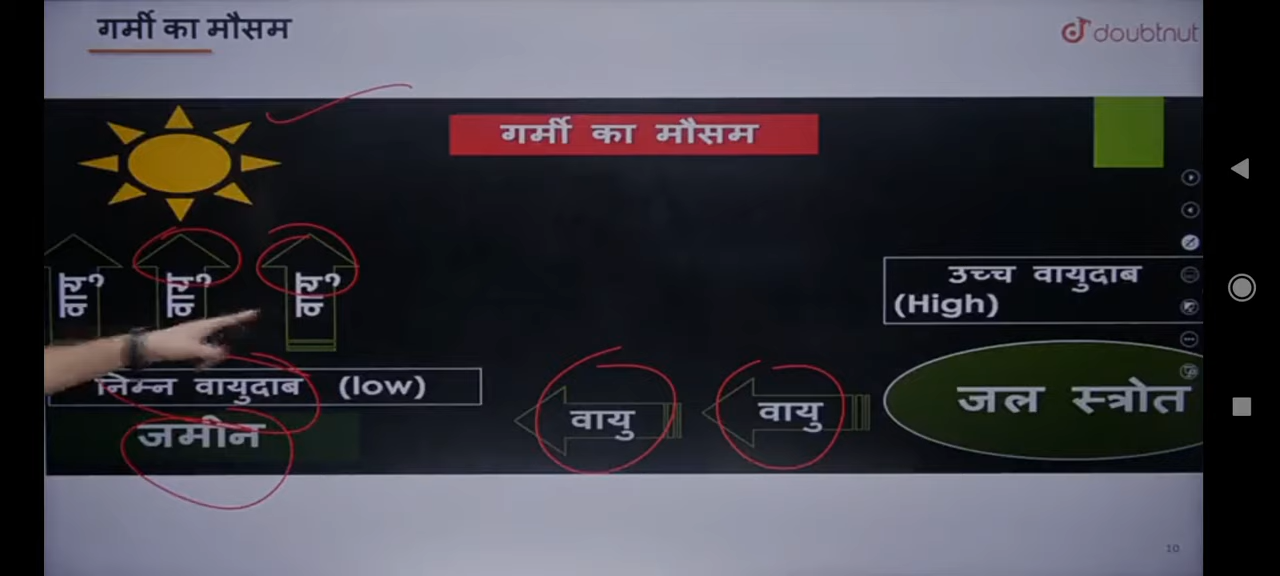 गर्मी का मौसम
doubtnut
गर्मी का मौसम
वायु
वायु
वायु
उच्च वायुदाब
(High)
निम्न वायुदाब (low)
वायु
वायु
जल स्त्रोत
जमीन
10